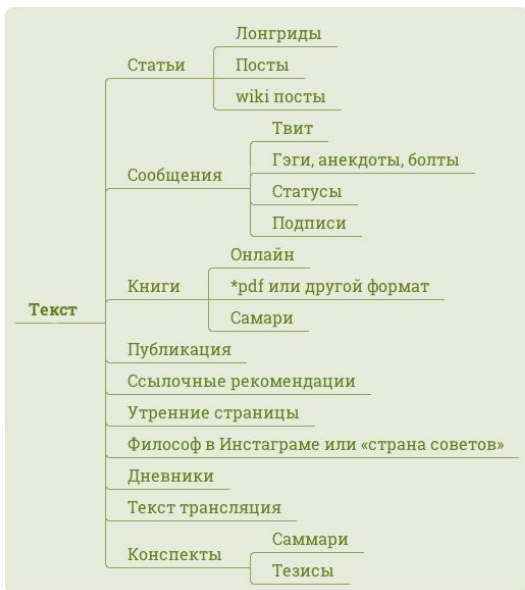 Лонгриды
Статьи
Посты
wiki посты
Твит
Гэги, анекдоты, болты
Сообщения
Статусы
Подписи
Онлайн
Книги
*pdf или другой формат
Самари
Текст
Публикация
Ссылочные рекомендации
Утренние страницы
Философ в Инстаграме или «страна советов»
Дневники
Текст трансляция
Саммари
Конспекты
Тезисы